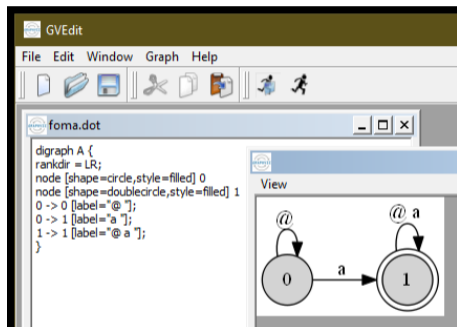 GVEdit
File Edit Window Graph Help
foma.dot
digraph A {
rankdir = LR;
node [shape=circle,style=filled] 0
node [shape=doublecircle,style=filled] 1
0 -> 0 [label="@ "];
0 -> 1 [label="a "];
1 -> 1 [label="@ a "];
}
View
@
@ a
0
a
1